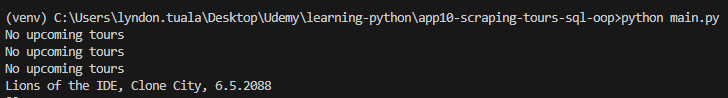 (venv) C:\Users\lyndon.tuala\Desktop\Udemy\learning-python\app10-scraping-tours-sql-oop>python main.py
No upcoming tours
No upcoming tours
No upcoming tours
Lions of the IDE, Clone City, 6.5.2088